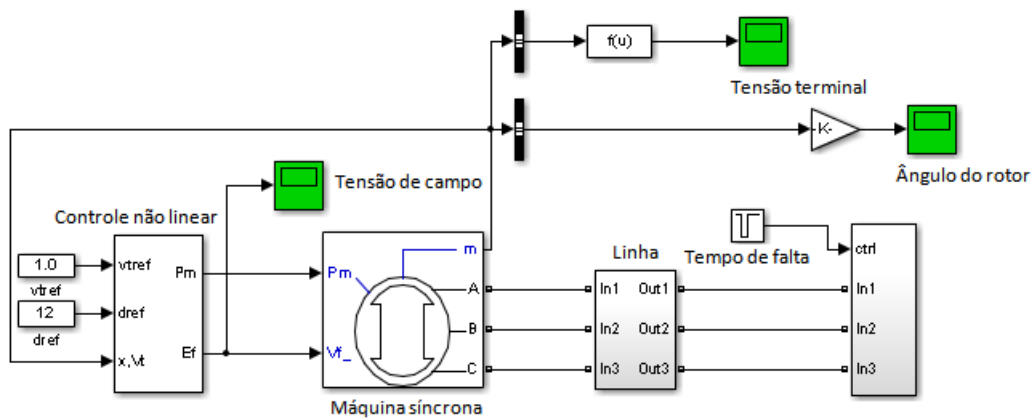 f(u)
Tensão terminal
-K-
Ângulo do rotor
Tensão de campo
Controle não linear
1.0
vtref
12
dref
vtref
dref
x,Vt
Pm
Ef
Pm
Vf_
m
A
B
C
Máquina síncrona
Linha
In1
In2
In3
Out1
Out2
Out3
Tempo de falta
ctrl
In1
In2
In3